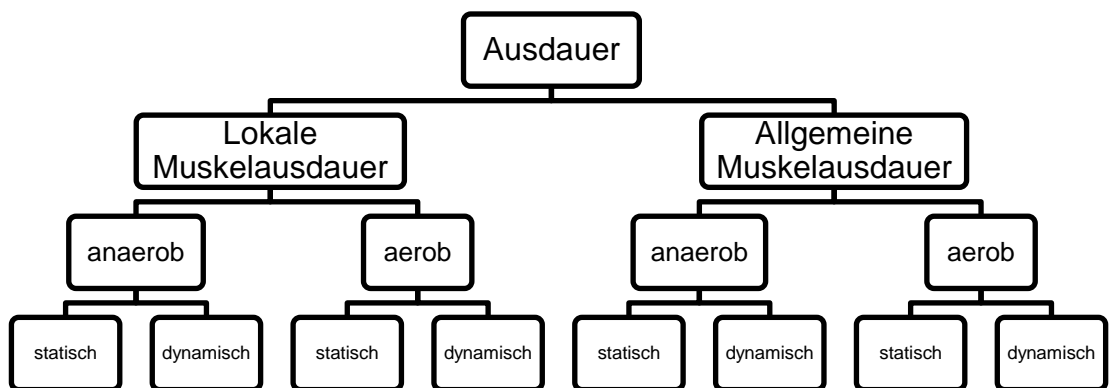 Ausdauer
Lokale
Muskelausdauer
Allgemeine
Muskelausdauer
anaerob
aerob
anaerob
aerob
statisch
dynamisch
statisch
dynamisch
statisch
dynamisch
statisch
dynamisch